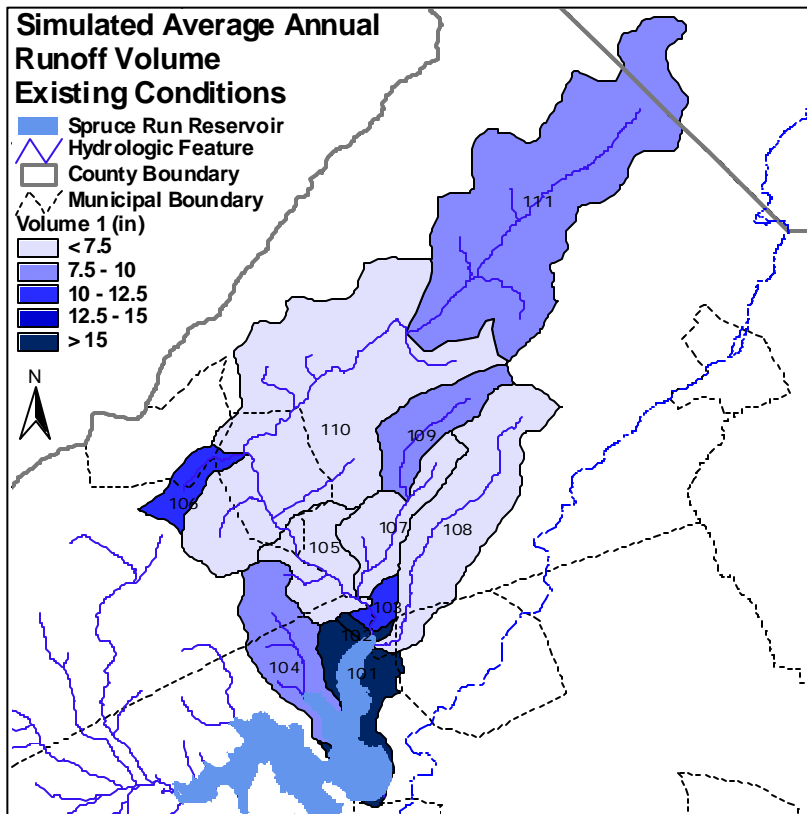 Simulated Average Annual
Runoff Volume
Existing Conditions
Spruce Run Reservoir
Hydrologic Feature
County Boundary
Municipal Boundary
Volume 1 (in)
< 7.5
7.5 - 10
10 - 12.5
12.5 - 15
> 15
N
111
110
109
106
107
108
105
103
102
104
101